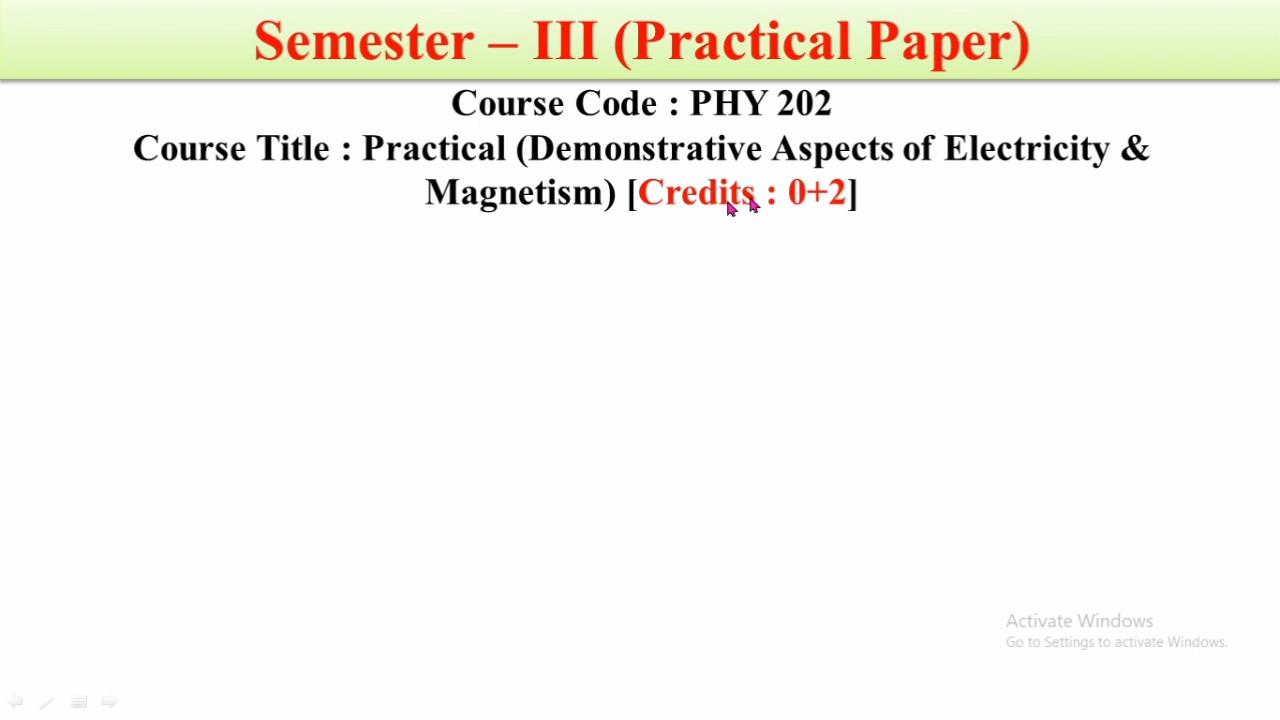 Semester – III (Practical Paper)
Course Code : PHY 202
Course Title : Practical (Demonstrative Aspects of Electricity &
Magnetism) [Credits : 0+2]
Activate Windows
Go to Settings to activate Windows.